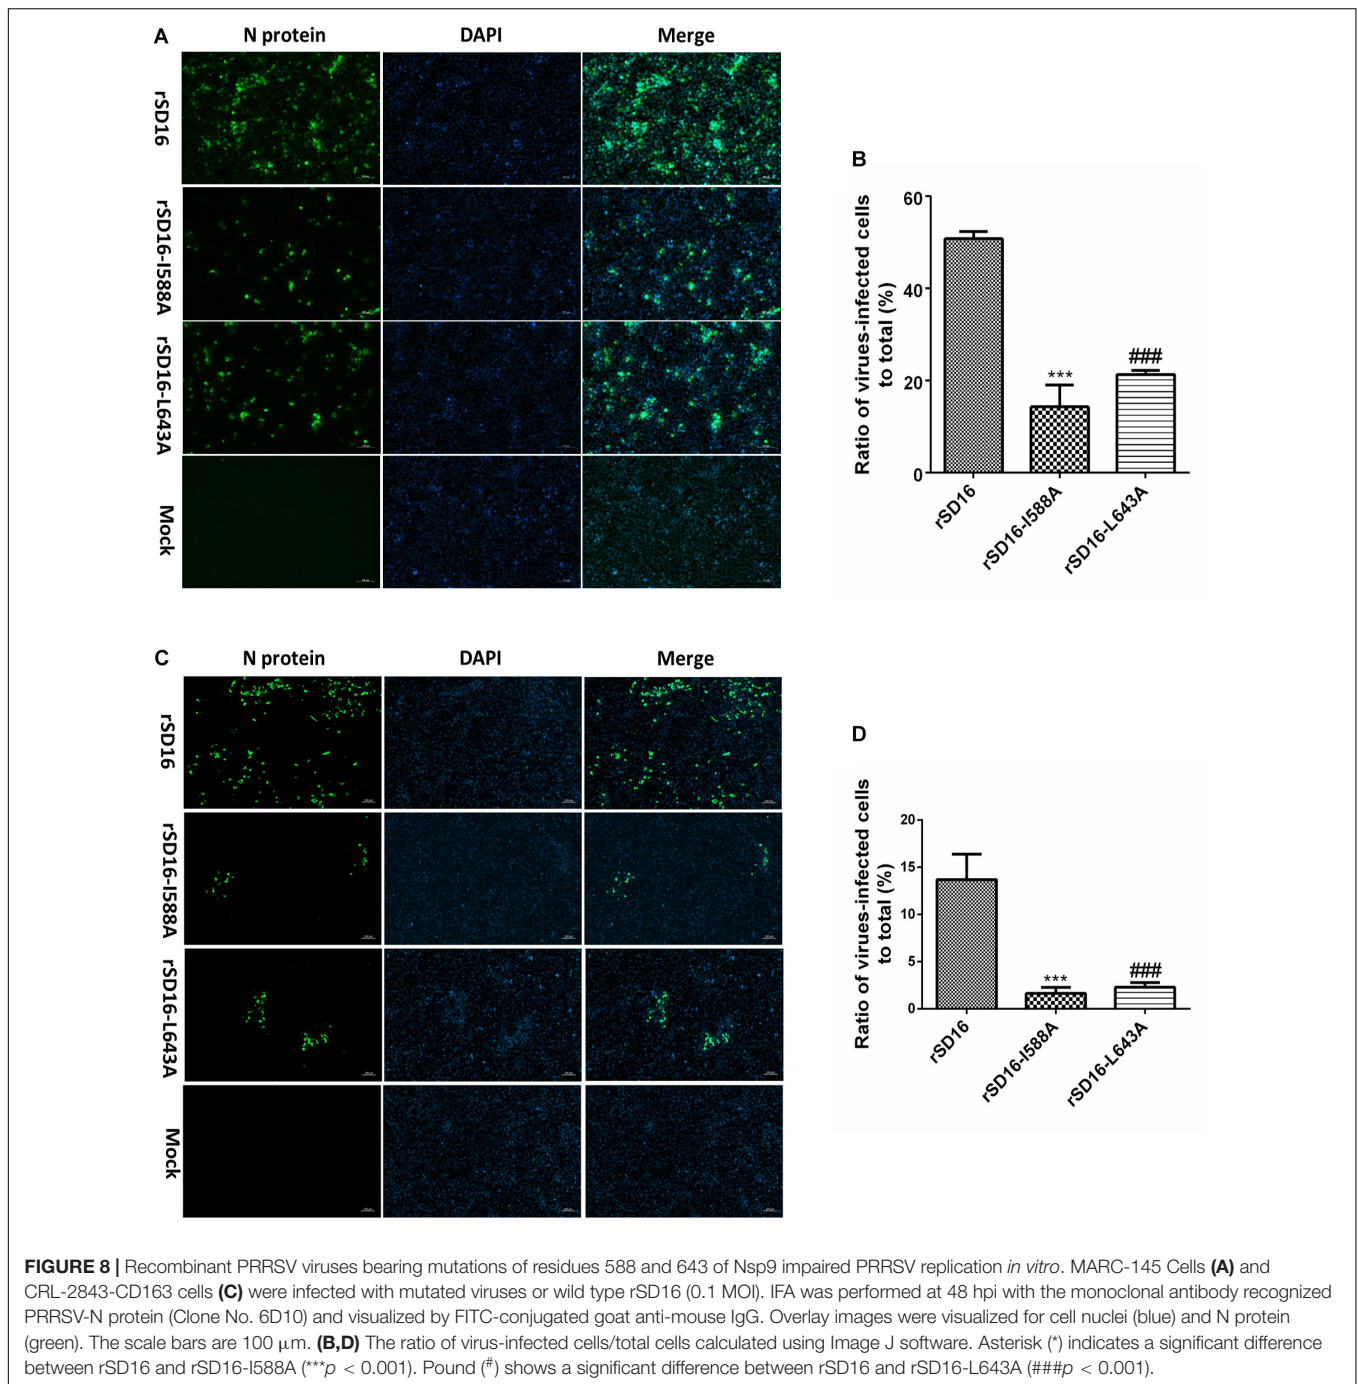 A
N protein
DAPI
Merge
rSD16
rSD16-I588A
rSD16-L643A
Mock
B
Ratio of virues-infected cells
to total (%)
60
40
20
0
***
###
rSD16
rSD16-I588A
rSD16-L643A
C
N protein
DAPI
Merge
rSD16
rSD16-I588A
rSD16-L643A
Mock
D
Ratio of virues-infected cells
to total (%)
20
15
10
5
0
***
###
rSD16
rSD16-I588A
rSD16-L643A
FIGURE 8 | Recombinant PRRSV viruses bearing mutations of residues 588 and 643 of Nsp9 impaired PRRSV replication in vitro. MARC-145 Cells (A) and
CRL-2843-CD163 cells (C) were infected with mutated viruses or wild type rSD16 (0.1 MOI). IFA was performed at 48 hpi with the monoclonal antibody recognized
PRRSV-N protein (Clone No. 6D10) and visualized by FITC-conjugated goat anti-mouse IgG. Overlay images were visualized for cell nuclei (blue) and N protein
(green). The scale bars are 100 μm. (B,D) The ratio of virus-infected cells/total cells calculated using Image J software. Asterisk (*) indicates a significant difference
between rSD16 and rSD16-I588A (***p < 0.001). Pound (#) shows a significant difference between rSD16 and rSD16-L643A (###p < 0.001).